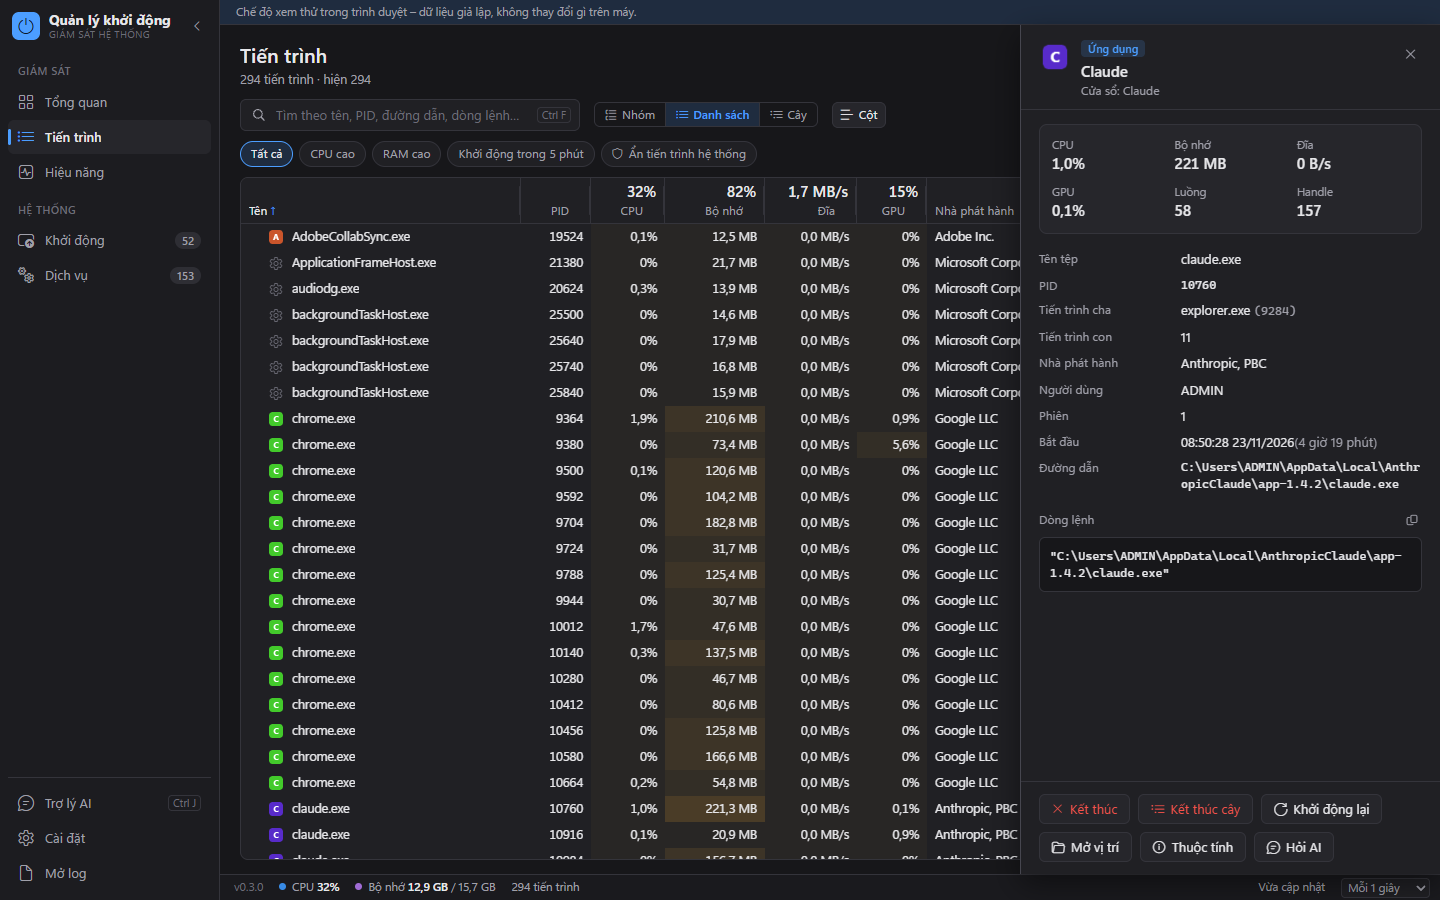 Quản lý khởi động
GIÁM SÁT HỆ THỐNG
GIÁM SÁT
Tổng quan
Tiến trình
Hiệu năng
HỆ THỐNG
Khởi động 52
Dịch vụ 153
Trợ lý AI Ctrl J
Cài đặt
Mở log
Chế độ xem thử trong trình duyệt – dữ liệu giả lập, không thay đổi gì trên máy.
Tiến trình
294 tiến trình · hiện 294
Tìm theo tên, PID, đường dẫn, dòng lệnh... Ctrl F
Nhóm Danh sách Cây Cột
Tất cả CPU cao RAM cao Khởi động trong 5 phút Ẩn tiến trình hệ thống
32% 82% 1,7 MB/s 15%
Tên ↑ PID CPU Bộ nhớ Đĩa GPU Nhà phát hành
A AdobeCollabSync.exe 19524 0,1% 12,5 MB 0,0 MB/s 0% Adobe Inc.
ApplicationFrameHost.exe 21380 0% 21,7 MB 0,0 MB/s 0% Microsoft Corpo
audiodg.exe 20624 0,3% 13,9 MB 0,0 MB/s 0% Microsoft Corpo
backgroundTaskHost.exe 25500 0% 14,6 MB 0,0 MB/s 0% Microsoft Corpo
backgroundTaskHost.exe 25640 0% 17,9 MB 0,0 MB/s 0% Microsoft Corpo
backgroundTaskHost.exe 25740 0% 16,8 MB 0,0 MB/s 0% Microsoft Corpo
backgroundTaskHost.exe 25840 0% 15,9 MB 0,0 MB/s 0% Microsoft Corpo
C chrome.exe 9364 1,9% 210,6 MB 0,0 MB/s 0,9% Google LLC
C chrome.exe 9380 0% 73,4 MB 0,0 MB/s 5,6% Google LLC
C chrome.exe 9500 0,1% 120,6 MB 0,0 MB/s 0% Google LLC
C chrome.exe 9592 0% 104,2 MB 0,0 MB/s 0% Google LLC
C chrome.exe 9704 0% 182,8 MB 0,0 MB/s 0% Google LLC
C chrome.exe 9724 0% 31,7 MB 0,0 MB/s 0% Google LLC
C chrome.exe 9788 0% 125,4 MB 0,0 MB/s 0% Google LLC
C chrome.exe 9944 0% 30,7 MB 0,0 MB/s 0% Google LLC
C chrome.exe 10012 1,7% 47,6 MB 0,0 MB/s 0% Google LLC
C chrome.exe 10140 0,3% 137,5 MB 0,0 MB/s 0% Google LLC
C chrome.exe 10280 0% 46,7 MB 0,0 MB/s 0% Google LLC
C chrome.exe 10412 0% 80,6 MB 0,0 MB/s 0% Google LLC
C chrome.exe 10456 0% 125,8 MB 0,0 MB/s 0% Google LLC
C chrome.exe 10580 0% 166,6 MB 0,0 MB/s 0% Google LLC
C chrome.exe 10664 0,2% 54,8 MB 0,0 MB/s 0% Google LLC
C claude.exe 10760 1,0% 221,3 MB 0,0 MB/s 0,1% Anthropic, PBC
C claude.exe 10916 0,1% 20,9 MB 0,0 MB/s 0,9% Anthropic, PBC
C Ứng dụng
Claude
Cửa sổ: Claude
CPU Bộ nhớ Đĩa
1,0% 221 MB 0 B/s
GPU Luồng Handle
0,1% 58 157
Tên tệp claude.exe
PID 10760
Tiến trình cha explorer.exe (9284)
Tiến trình con 11
Nhà phát hành Anthropic, PBC
Người dùng ADMIN
Phiên 1
Bắt đầu 08:50:28 23/11/2026(4 giờ 19 phút)
Đường dẫn C:\Users\ADMIN\AppData\Local\Anthr
opicClaude\app-1.4.2\claude.exe
Dòng lệnh
"C:\Users\ADMIN\AppData\Local\AnthropicClaude\app-
1.4.2\claude.exe"
Kết thúc Kết thúc cây Khởi động lại
Mở vị trí Thuộc tính Hỏi AI
v0.3.0 CPU 32% Bộ nhớ 12,9 GB / 15,7 GB 294 tiến trình Vừa cập nhật Mỗi 1 giây